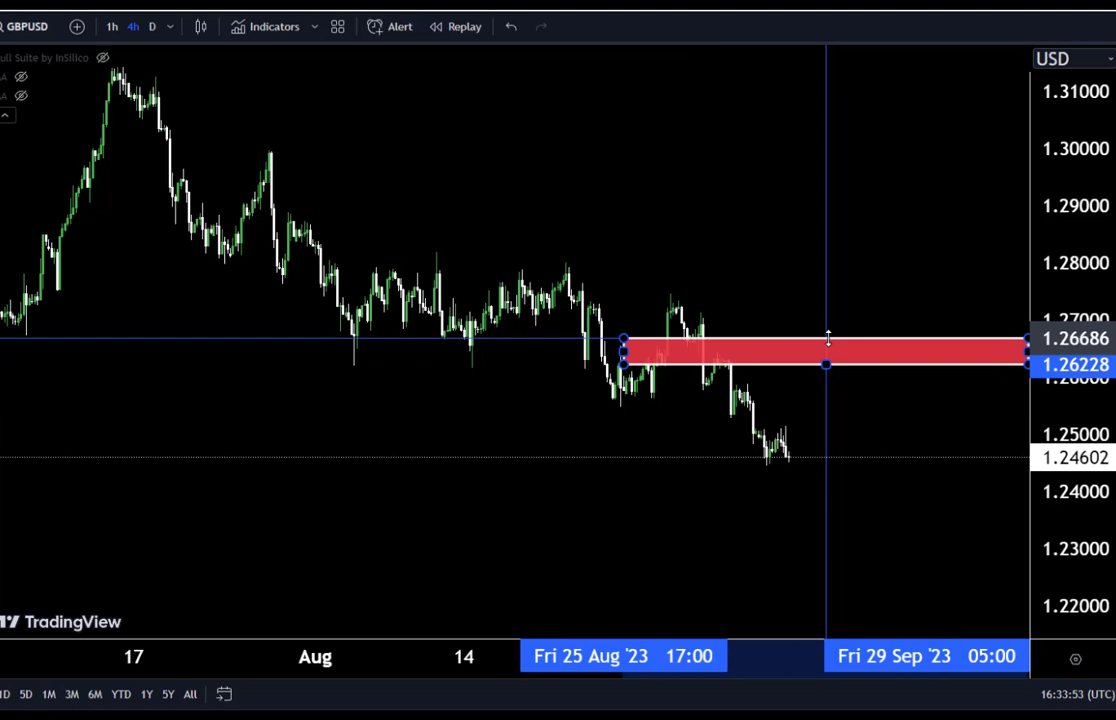 GBPUSD 1h 4h D Indicators Alert Replay
ull Suite by InSilico
A
A
USD
1.31000
1.30000
1.29000
1.28000
1.27000
1.26686
1.26228
1.26000
1.25000
1.24602
1.24000
1.23000
1.22000
TradingView
17 Aug 14 Fri 25 Aug '23 17:00 Fri 29 Sep '23 05:00
1D 5D 1M 3M 6M YTD 1Y 5Y All 16:33:53 (UTC)